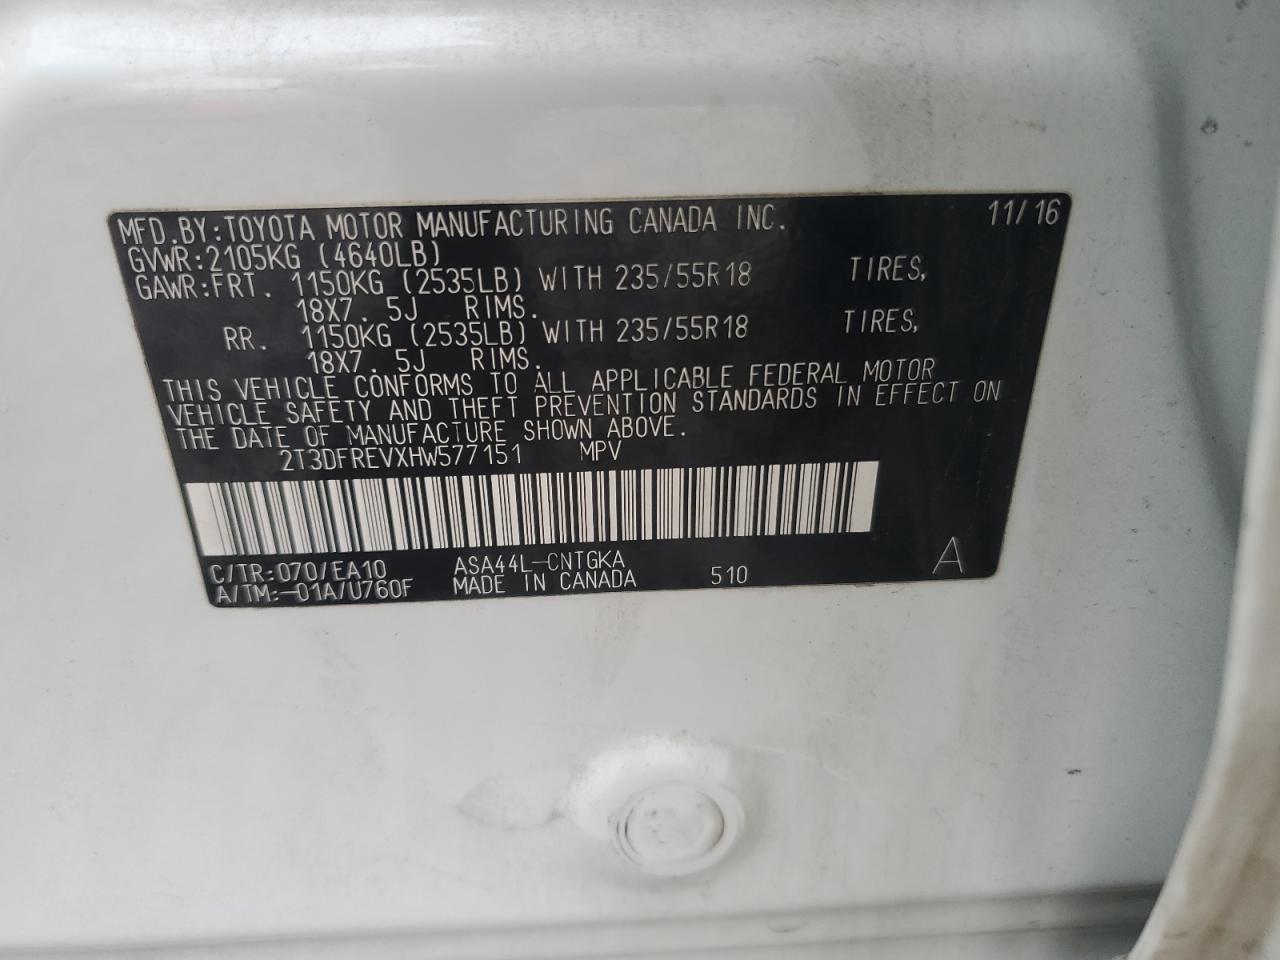 MFD.BY:TOYOTA MOTOR MANUFACTURING CANADA INC. 11/16
GVWR:2105KG (4640LB)
GAWR:FRT. 1150KG (2535LB) WITH 235/55R18 TIRES,
18X7.5J RIMS.
RR. 1150KG (2535LB) WITH 235/55R18 TIRES,
18X7.5J RIMS.
THIS VEHICLE CONFORMS TO ALL APPLICABLE FEDERAL MOTOR
VEHICLE SAFETY AND THEFT PREVENTION STANDARDS IN EFFECT ON
THE DATE OF MANUFACTURE SHOWN ABOVE.
2T3DFREVXHW577151 MPV
C/TR:070/EA10 ASA44L-CNTGKA A
A/TM:-01A/U760F MADE IN CANADA 510